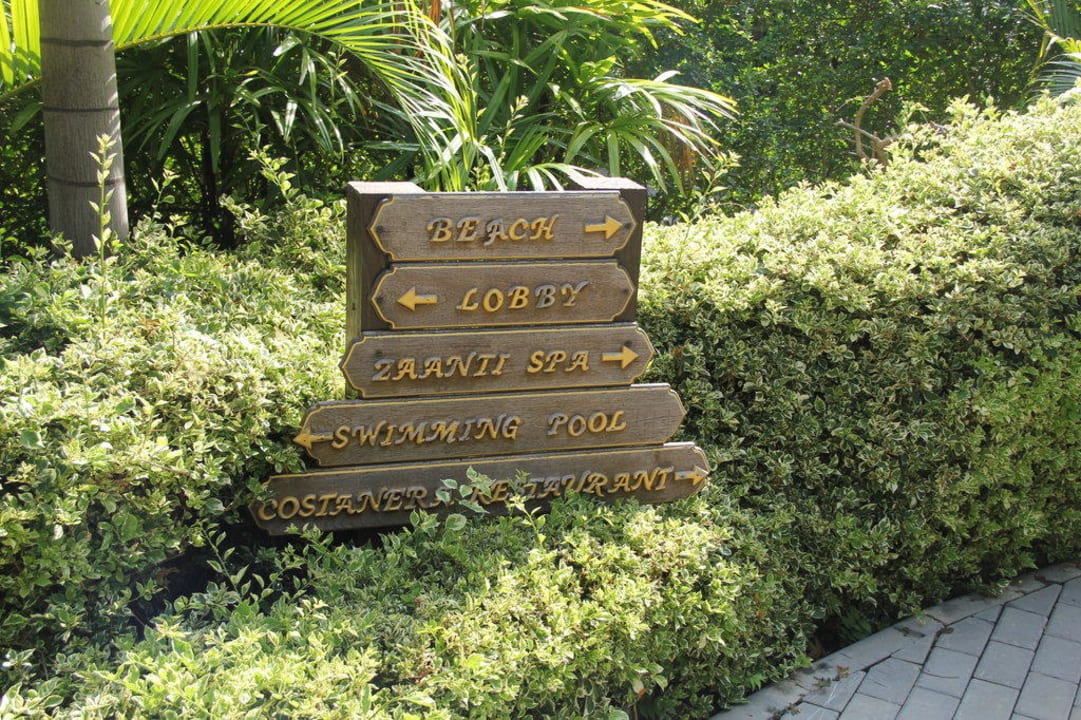 BEACH →
← LOBBY
ZAANTI SPA →
← SWIMMING POOL
COSTANERA RESTAURANT →